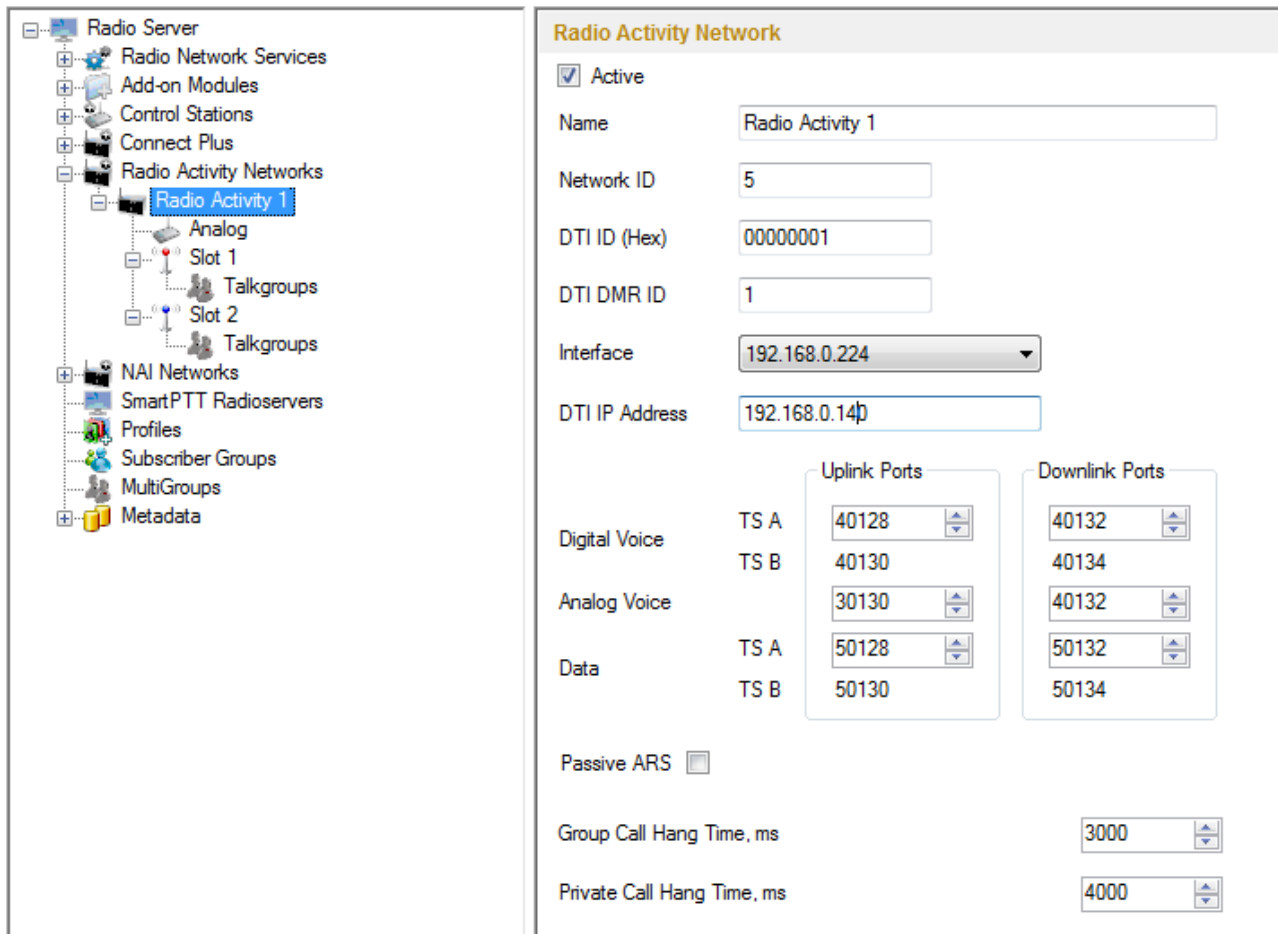 Radio Server
Radio Network Services
Add-on Modules
Control Stations
Connect Plus
Radio Activity Networks
Radio Activity 1
Analog
Slot 1
Talkgroups
Slot 2
Talkgroups
NAI Networks
SmartPTT Radioservers
Profiles
Subscriber Groups
MultiGroups
Metadata
Radio Activity Network
Active
Name Radio Activity 1
Network ID 5
DTI ID (Hex) 00000001
DTI DMR ID 1
Interface 192.168.0.224
DTI IP Address 192.168.0.140
Uplink Ports Downlink Ports
Digital Voice TS A 40128 40132
TS B 40130 40134
Analog Voice 30130 40132
Data TS A 50128 50132
TS B 50130 50134
Passive ARS
Group Call Hang Time, ms 3000
Private Call Hang Time, ms 4000